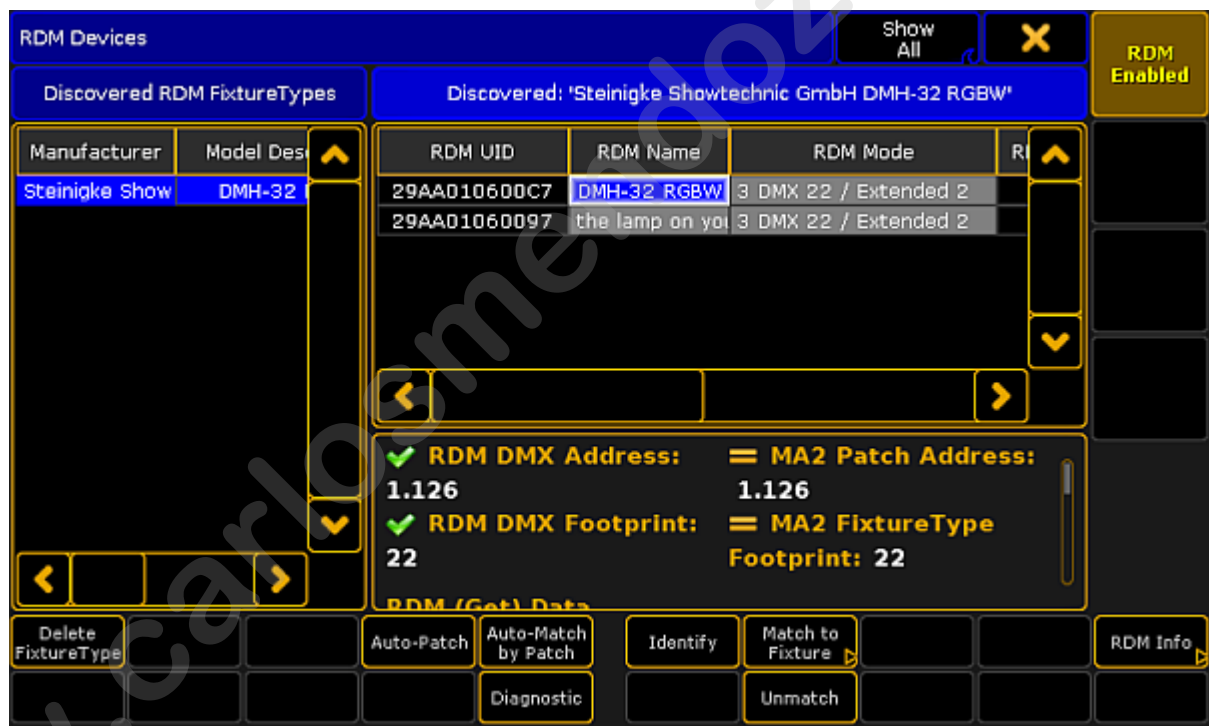 RDM Devices
Show
All
RDM
Enabled
Discovered RDM FixtureTypes
Discovered: 'Steinigke Showtechnic GmbH DMH-32 RGBW'
Manufacturer
Model Des
RDM UID
RDM Name
RDM Mode
Steinigke Show
DMH-32
29AA010600C7
DMH-32 RGBW
3 DMX 22 / Extended 2
29AA01060097
the lamp on you
3 DMX 22 / Extended 2
RDM DMX Address:
= MA2 Patch Address:
1.126
1.126
RDM DMX Footprint:
= MA2 FixtureType
22
Footprint: 22
RDM (Get) Data
Delete
FixtureType
Auto-Patch
Auto-Match
by Patch
Identify
Match to
Fixture
RDM Info
Diagnostic
Unmatch
.carlosmendoz